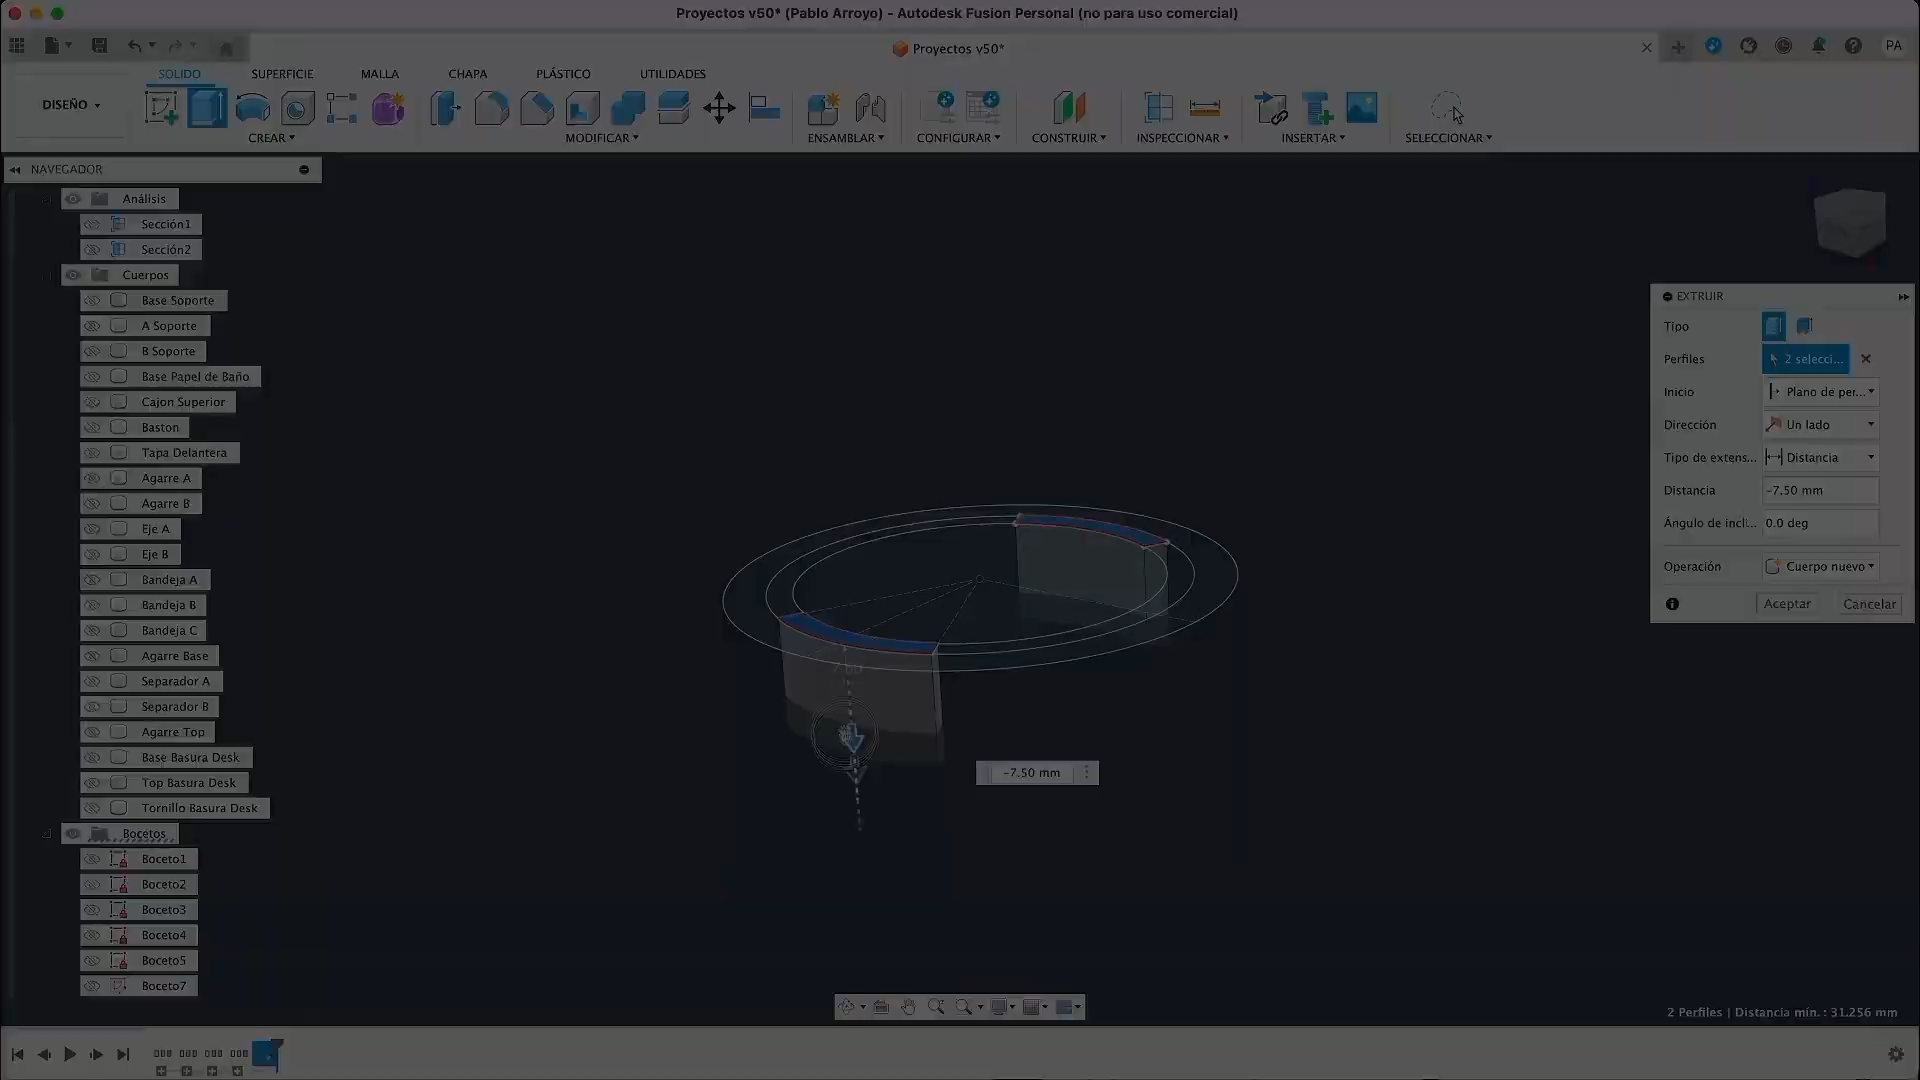 Proyectos v50* (Pablo Arroyo) - Autodesk Fusion Personal (no para uso comercial)
Proyectos v50*
PA
SOLIDO SUPERFICIE MALLA CHAPA PLÁSTICO UTILIDADES
DISEÑO
CREAR MODIFICAR ENSAMBLAR CONFIGURAR CONSTRUIR INSPECCIONAR INSERTAR SELECCIONAR
NAVEGADOR
Análisis
Sección1
Sección2
Cuerpos
Base Soporte
A Soporte
B Soporte
Base Papel de Baño
Cajon Superior
Baston
Tapa Delantera
Agarre A
Agarre B
Eje A
Eje B
Bandeja A
Bandeja B
Bandeja C
Agarre Base
Separador A
Separador B
Agarre Top
Base Basura Desk
Top Basura Desk
Tornillo Basura Desk
Bocetos
Boceto1
Boceto2
Boceto3
Boceto4
Boceto5
Boceto7
-7.50 mm
EXTRUIR
Tipo
Perfiles 2 selecci...
Inicio Plano de per...
Dirección Un lado
Tipo de extens... Distancia
Distancia -7.50 mm
Ángulo de incli... 0.0 deg
Operación Cuerpo nuevo
Aceptar Cancelar
2 Perfiles | Distancia mín. : 31.256 mm